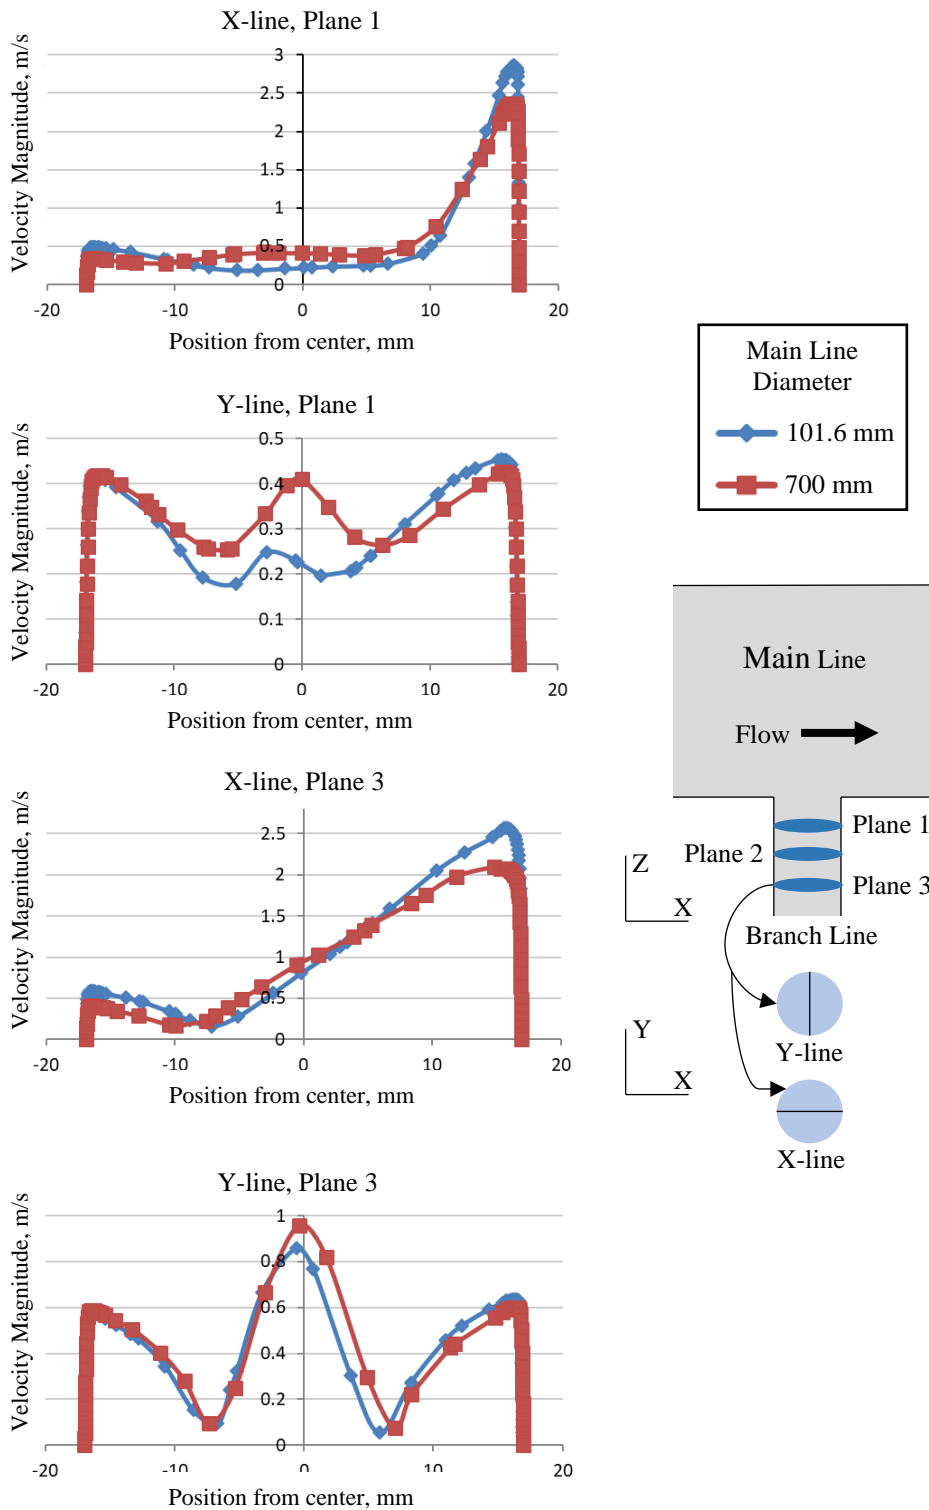 X-line, Plane 1
Velocity Magnitude, m/s
3
2.5
2
1.5
1
0.5
0
-20
-10
0
10
20
Position from center, mm
Y-line, Plane 1
Velocity Magnitude, m/s
0.5
0.4
0.3
0.2
0.1
0
-20
-10
0
10
20
Position from center, mm
X-line, Plane 3
Velocity Magnitude, m/s
2.5
2
1.5
1
0.5
0
-20
-10
0
10
20
Position from center, mm
Y-line, Plane 3
Velocity Magnitude, m/s
1
0.8
0.6
0.4
0.2
0
-20
-10
0
10
20
Position from center, mm
Main Line
Diameter
101.6 mm
700 mm
Main Line
Flow
Plane 1
Plane 2
Plane 3
Z
X
Branch Line
Y
X
Y-line
X-line